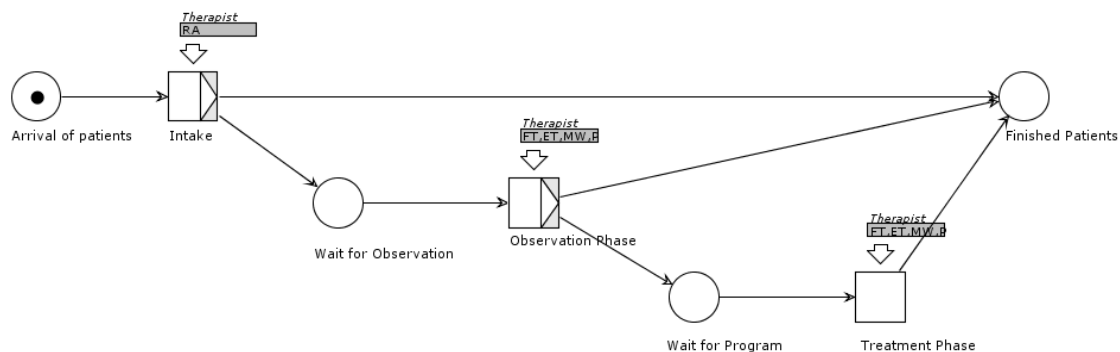 Therapist
RA
Arrival of patients
Intake
Therapist
FT,ET,MW,P
Finished Patients
Wait for Observation
Observation Phase
Therapist
FT,ET,MW,P
Wait for Program
Treatment Phase